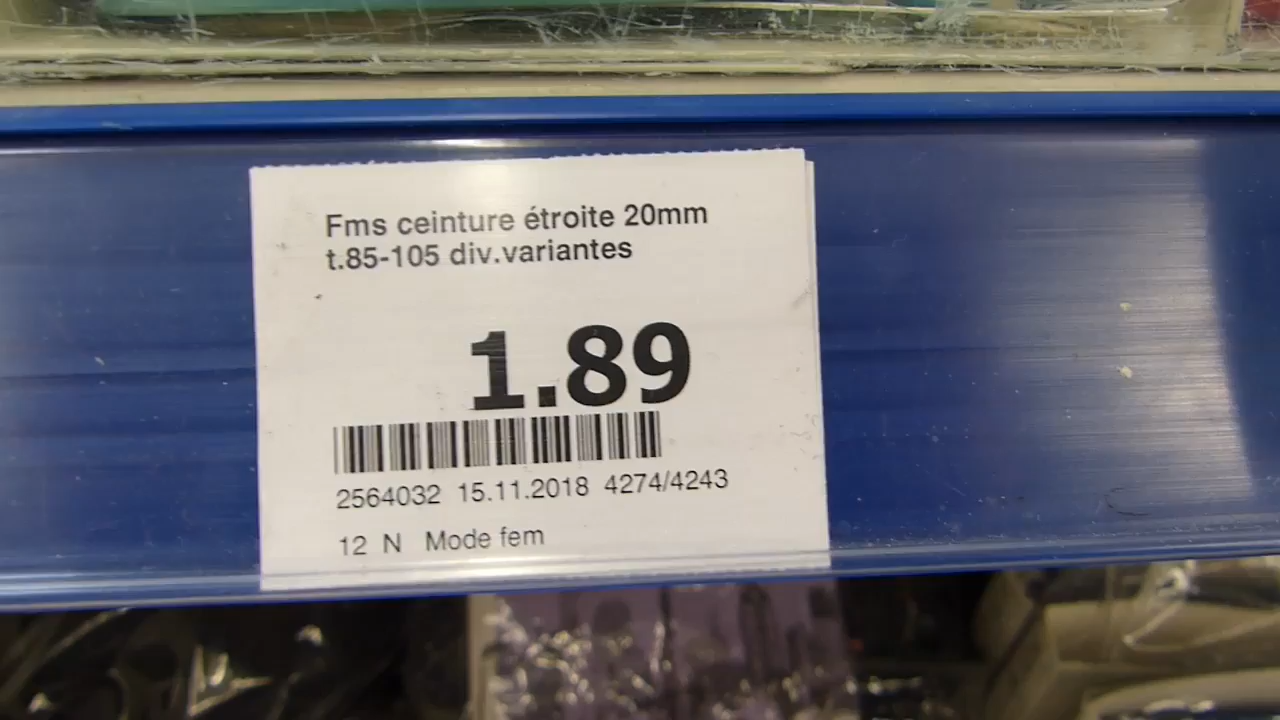 Fms ceinture étroite 20mm
t.85-105 div.variantes
1.89
2564032 15.11.2018 4274/4243
12 N Mode fem